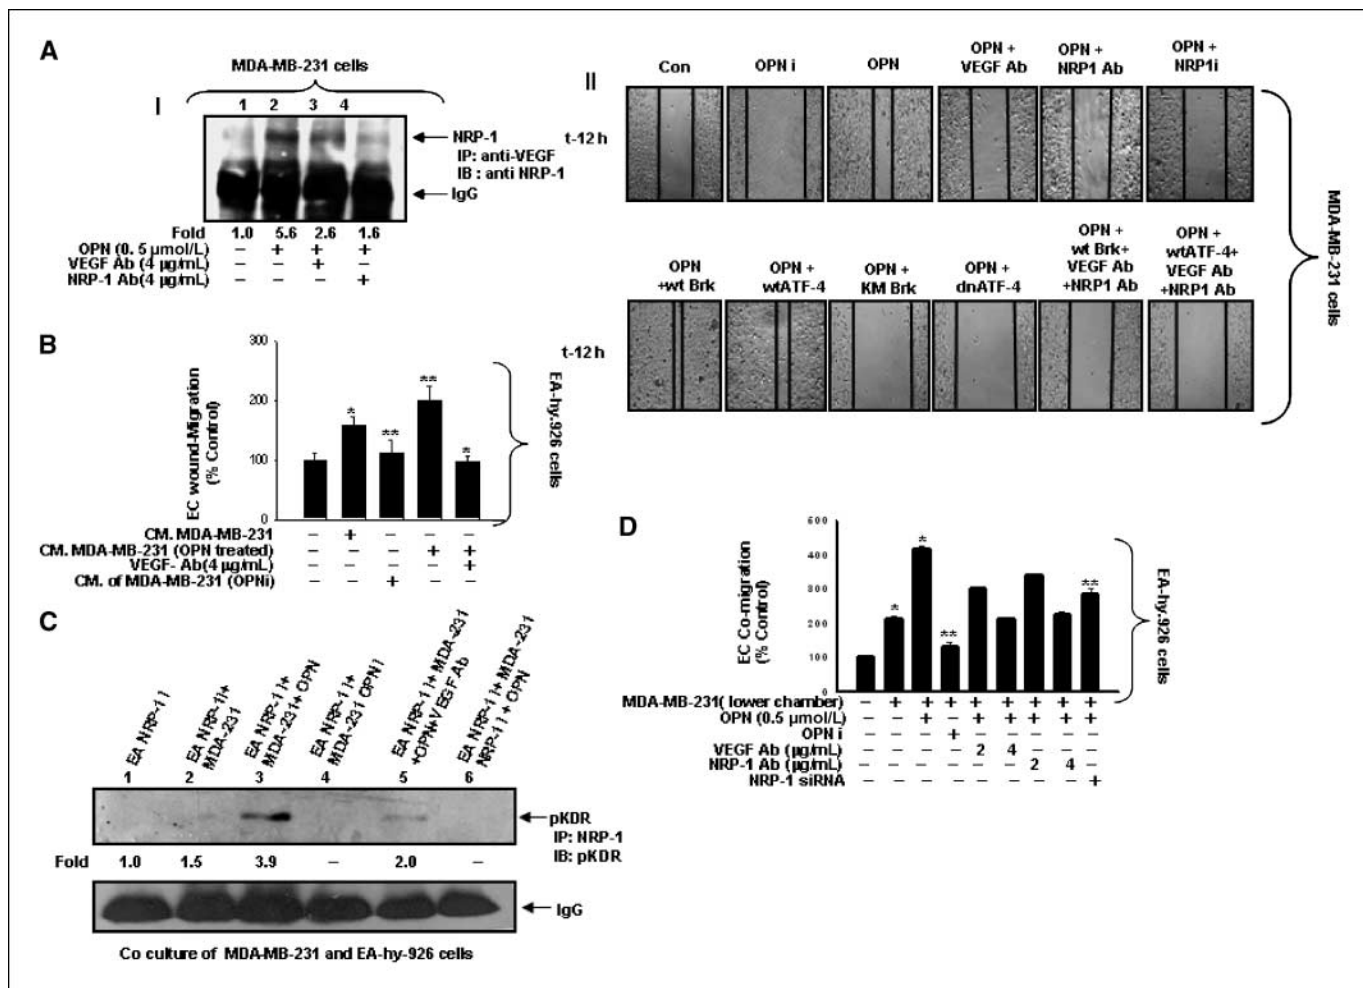 A
MDA-MB-231 cells
I
1 2 3 4
NRP-1
IP: anti-VEGF
IB : anti NRP-1
IgG
Fold 1.0 5.6 2.6 1.6
OPN (0. 5 µmol/L) – + + +
VEGF Ab (4 µg/mL) – – + –
NRP-1 Ab(4 µg/mL) – – – +
II
Con
OPN i
OPN
OPN +
VEGF Ab
OPN +
NRP1 Ab
OPN +
NRP1i
t-12 h
OPN
+wt Brk
OPN +
wtATF-4
OPN +
KM Brk
OPN +
dnATF-4
OPN +
wt Brk+
VEGF Ab
+NRP1 Ab
OPN +
wtATF-4+
VEGF Ab
+NRP1 Ab
t-12 h
MDA-MB-231 cells
B
EC wound-Migration
(% Control)
300
200
100
0
*
**
**
*
EA-hy.926 cells
CM. MDA-MB-231 – + – – –
CM. MDA-MB-231 (OPN treated) – – – + +
VEGF- Ab(4 µg/mL) – – – – +
CM. of MDA-MB-231 (OPNi) – – + – –
C
EA NRP-1i
EA NRP-1i+
MDA-231
EA NRP-1i+
MDA-231+ OPN
EA NRP-1i+
MDA-231 OPNi
EA NRP-1i+ MDA-231
+OPN+VEGF Ab
EA NRP-1i+ MDA-231
NRP-1i + OPN
1 2 3 4 5 6
pKDR
IP: NRP-1
IB: pKDR
Fold 1.0 1.5 3.9 – 2.0 –
IgG
Co culture of MDA-MB-231 and EA-hy-926 cells
D
EC Co-migration
(% Control)
600
500
400
300
200
100
0
*
*
**
**
EA-hy.926 cells
MDA-MB-231( lower chamber) – + + + + + + + +
OPN (0.5 µmol/L) – – + – + + + + +
OPN i – – – + – – – – –
VEGF Ab (µg/mL) – – – – 2 4 – – –
NRP-1 Ab (µg/mL) – – – – – – 2 4 –
NRP-1 siRNA – – – – – – – – +